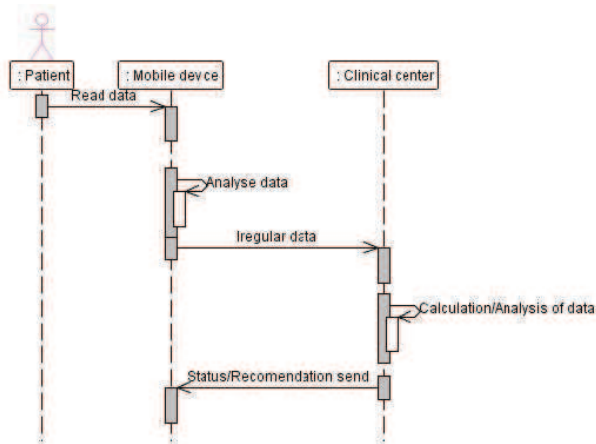 : Patient
: Mobile devce
: Clinical center
Read data
Analyse data
Iregular data
Calculation/Analysis of data
Status/Recomendation send